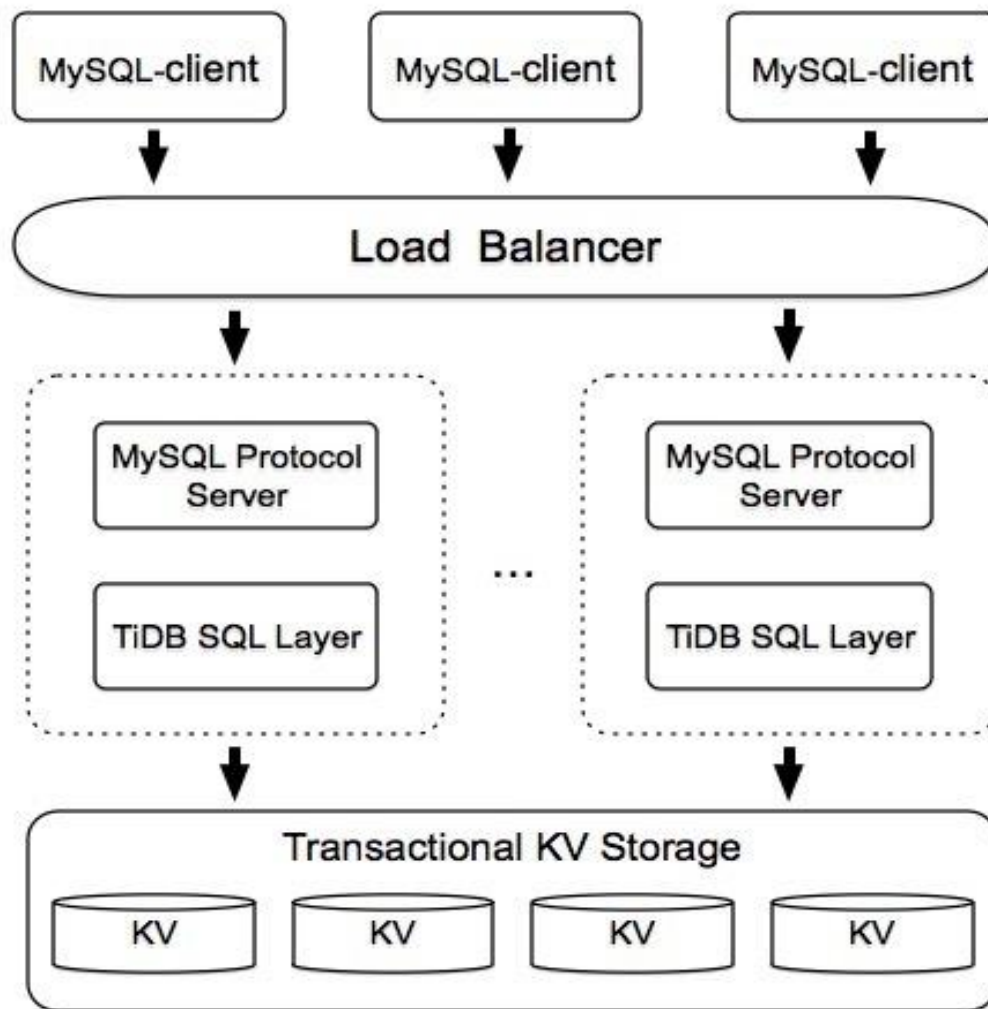 MySQL-client
MySQL-client
MySQL-client
Load Balancer
MySQL Protocol
Server
TiDB SQL Layer
...
MySQL Protocol
Server
TiDB SQL Layer
Transactional KV Storage
KV
KV
KV
KV